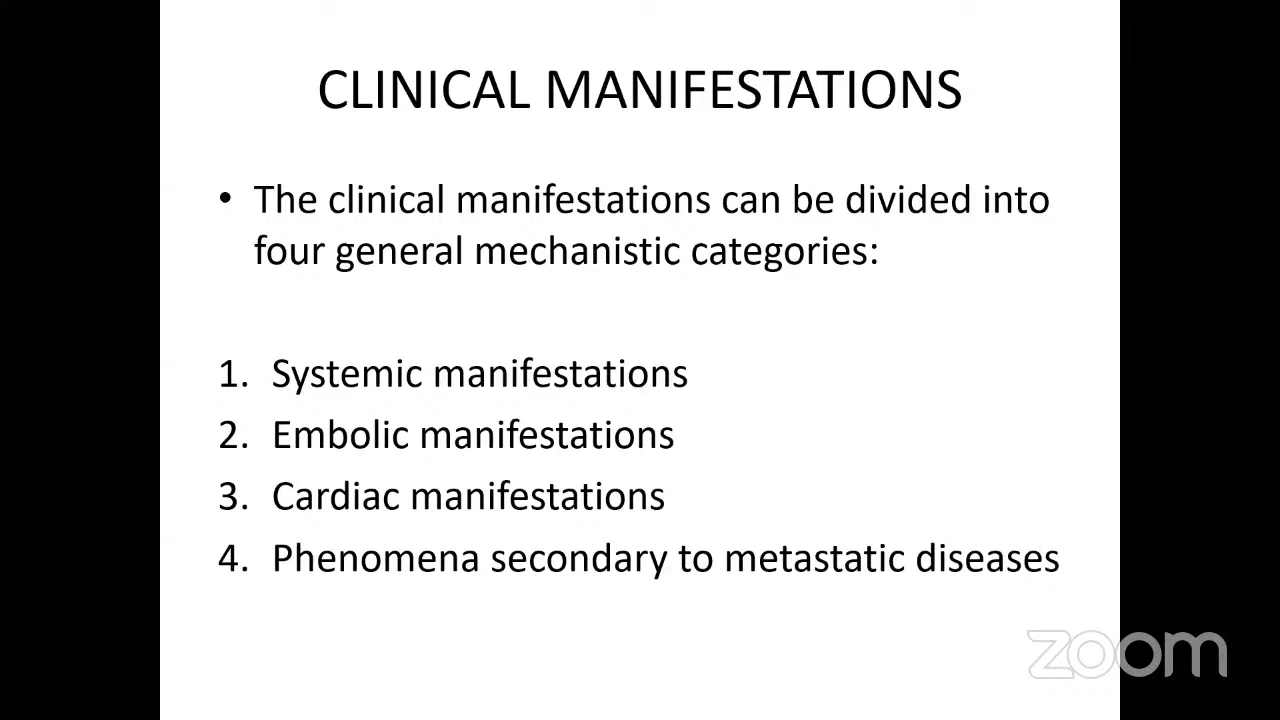 CLINICAL MANIFESTATIONS
• The clinical manifestations can be divided into
four general mechanistic categories:
1. Systemic manifestations
2. Embolic manifestations
3. Cardiac manifestations
4. Phenomena secondary to metastatic diseases
zoom